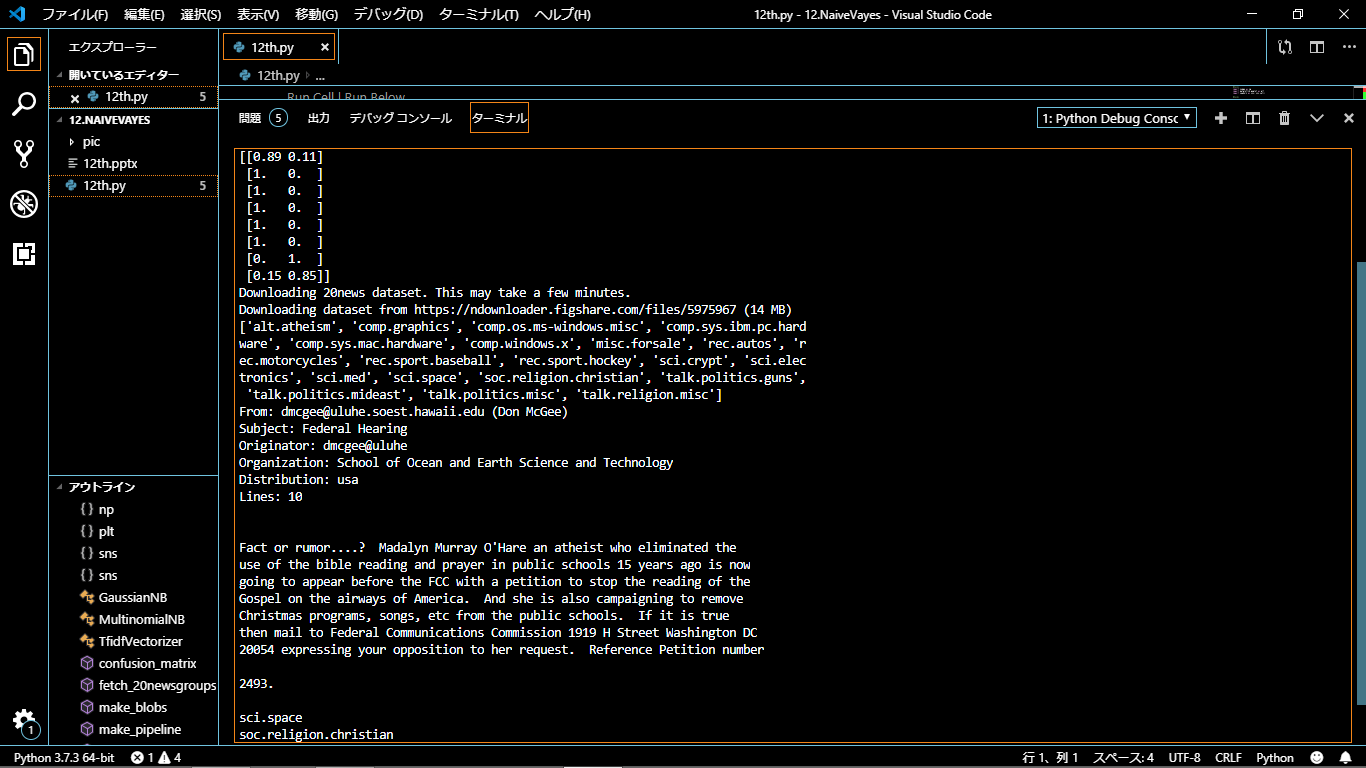 ファイル(F) 編集(E) 選択(S) 表示(V) 移動(G) デバッグ(D) ターミナル(T) ヘルプ(H)
12th.py - 12.NaiveVayes - Visual Studio Code
エクスプローラー
開いているエディター
12th.py 5
12.NAIVEVAYES
pic
12th.pptx
12th.py 5
アウトライン
np
plt
sns
sns
GaussianNB
MultinomialNB
TfidfVectorizer
confusion_matrix
fetch_20newsgroups
make_blobs
make_pipeline
12th.py
12th.py ...
Run Cell | Run Below
問題 5 出力 デバッグ コンソール ターミナル
1: Python Debug Consc
[[0.89 0.11]
[1. 0. ]
[1. 0. ]
[1. 0. ]
[1. 0. ]
[1. 0. ]
[0. 1. ]
[0.15 0.85]]
Downloading 20news dataset. This may take a few minutes.
Downloading dataset from https://ndownloader.figshare.com/files/5975967 (14 MB)
['alt.atheism', 'comp.graphics', 'comp.os.ms-windows.misc', 'comp.sys.ibm.pc.hard
ware', 'comp.sys.mac.hardware', 'comp.windows.x', 'misc.forsale', 'rec.autos', 'r
ec.motorcycles', 'rec.sport.baseball', 'rec.sport.hockey', 'sci.crypt', 'sci.elec
tronics', 'sci.med', 'sci.space', 'soc.religion.christian', 'talk.politics.guns',
'talk.politics.mideast', 'talk.politics.misc', 'talk.religion.misc']
From: dmcgee@uluhe.soest.hawaii.edu (Don McGee)
Subject: Federal Hearing
Originator: dmcgee@uluhe
Organization: School of Ocean and Earth Science and Technology
Distribution: usa
Lines: 10
Fact or rumor....?  Madalyn Murray O'Hare an atheist who eliminated the
use of the bible reading and prayer in public schools 15 years ago is now
going to appear before the FCC with a petition to stop the reading of the
Gospel on the airways of America.  And she is also campaigning to remove
Christmas programs, songs, etc from the public schools.  If it is true
then mail to Federal Communications Commission 1919 H Street Washington DC
20054 expressing your opposition to her request.  Reference Petition number
2493.
sci.space
soc.religion.christian
1
Python 3.7.3 64-bit 1 4
行 1、列 1 スペース: 4 UTF-8 CRLF Python